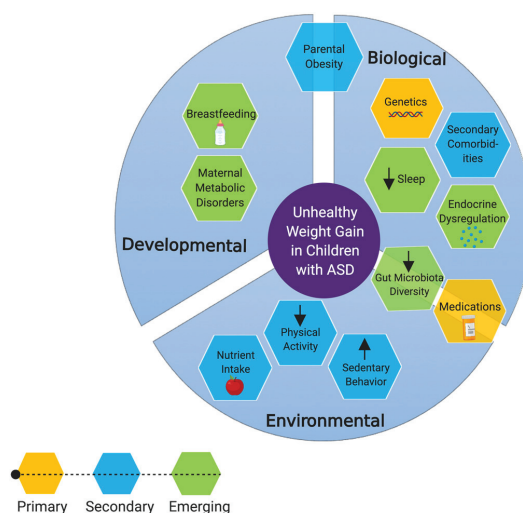 Parental
Obesity
Biological
Breastfeeding
Genetics
Secondary
Comorbid-
ities
Maternal
Metabolic
Disorders
Sleep
Endocrine
Dysregulation
Developmental
Unhealthy
Weight Gain
in Children
with ASD
Gut Microbiota
Diversity
Medications
Physical
Activity
Nutrient
Intake
Sedentary
Behavior
Environmental
Primary
Secondary
Emerging